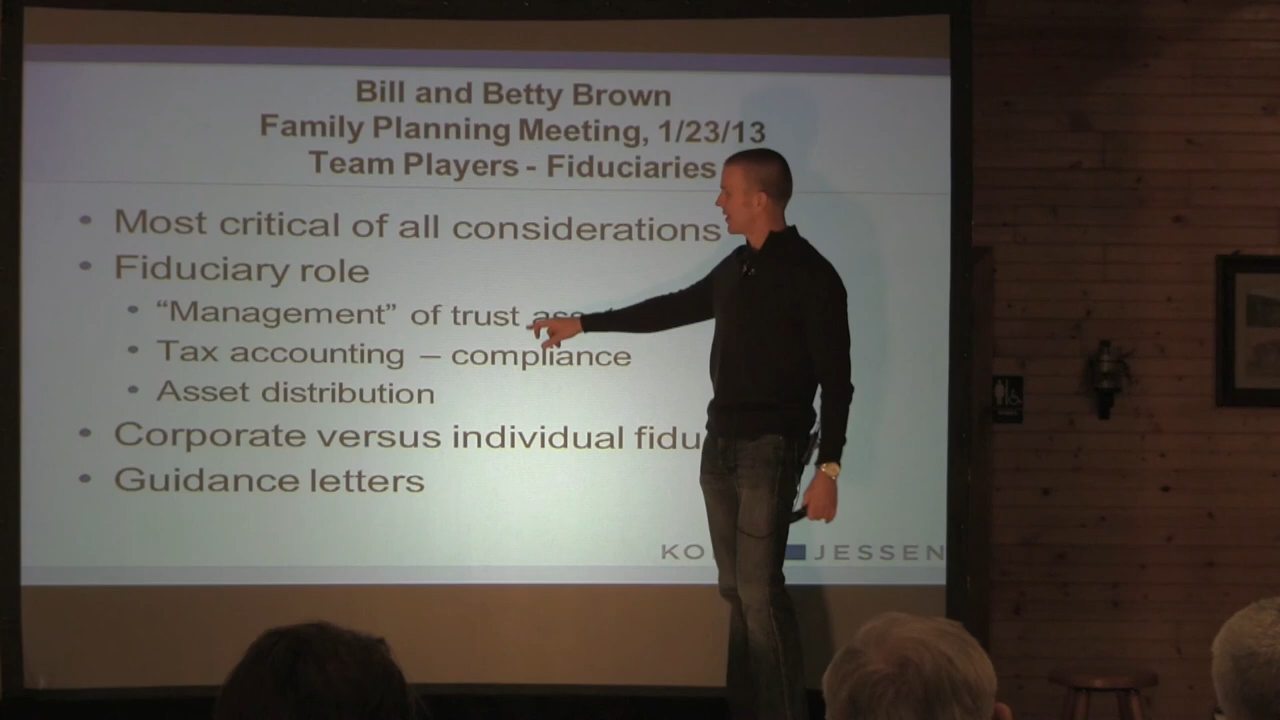 Bill and Betty Brown
Family Planning Meeting, 1/23/13
Team Players - Fiduciaries
• Most critical of all considerations
• Fiduciary role
• “Management” of trust
• Tax accounting – compliance
• Asset distribution
• Corporate versus individual
• Guidance letters
JESSEN